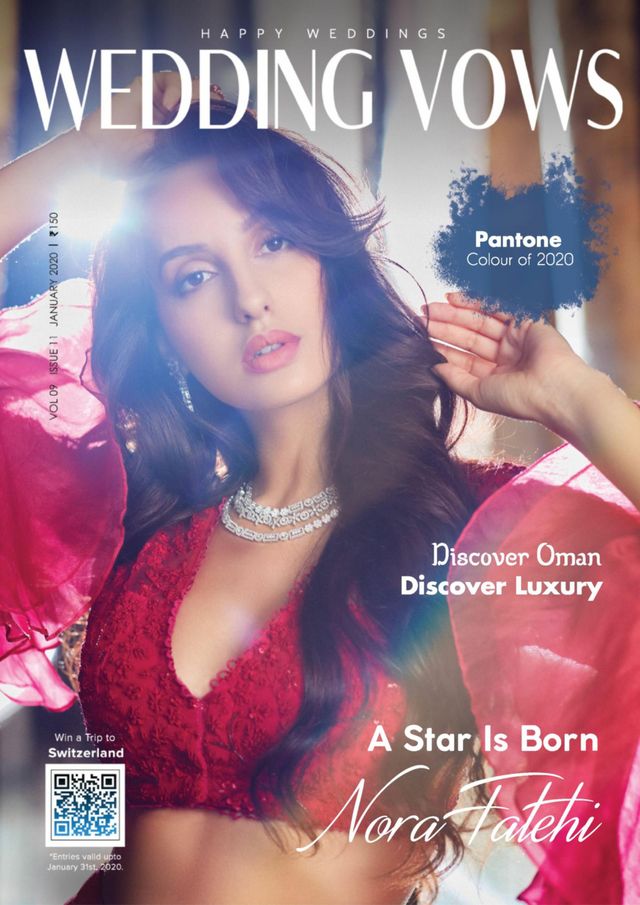 HAPPY WEDDINGS
WEDDING VOWS
VOL 09 ISSUE 11 JANUARY 2020 | ₹150
Pantone
Colour of 2020
Discover Oman
Discover Luxury
A Star Is Born
Nora Fatehi
Win a Trip to
Switzerland
*Entries valid upto
January 31st, 2020.